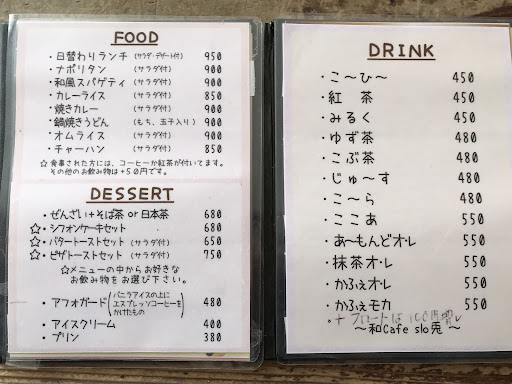 FOOD
・日替わりランチ (サラダ・デザート付) 950
・ナポリタン (サラダ付) 900
・和風スパゲティ (サラダ付) 900
・カレーライス (サラダ付) 850
・焼きカレー (サラダ付) 900
・鍋焼きうどん (もち、玉子入り) 900
・オムライス (サラダ付) 900
・チャーハン (サラダ付) 850
☆食事された方には、コーヒーか紅茶が付いてます。
その他のお飲み物は+50円です。
DESSERT
・ぜんざい+そば茶 or 日本茶 680
☆・シフォンケーキセット 680
☆・バタートーストセット (サラダ付) 650
☆・ピザトーストセット (サラダ付) 750
☆メニューの中からお好きな
お飲み物をお選び下さい。
・アフォガード(バニラアイスの上にエスプレッソコーヒーをかけたもの) 480
・アイスクリーム 400
・プリン 380
DRINK
・こ〜ひ〜 450
・紅 茶 450
・みるく 450
・ゆず茶 480
・こぶ茶 480
・じゅ〜す 480
・こ〜ら 480
・ここあ 550
・あ〜もんどオ・レ 550
・抹茶オ・レ 550
・かふぇオ・レ 550
・かふぇモカ 550
・+フロートは100円増し
〜和Cafe slo兎〜